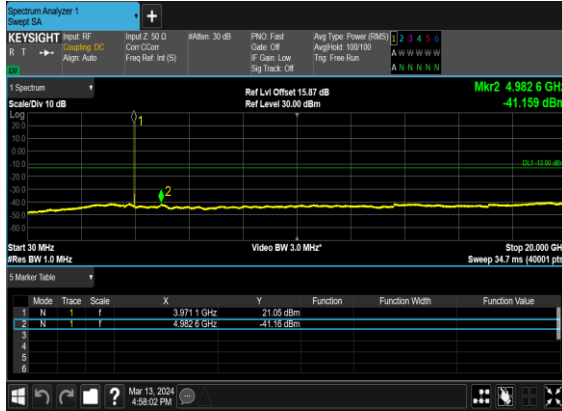 Spectrum Analyzer 1
Swept SA
+
KEYSIGHT Input: RF Input Z: 50 Ω #Atten: 30 dB PNO: Fast Avg Type: Power (RMS) 1 2 3 4 5 6
R T Coupling: DC Corr CCorr Gate: Off Avg|Hold: 100/100 A W W W W W
Align: Auto Freq Ref: Int (S) IF Gain: Low Trig: Free Run
Sig Track: Off A N N N N N
1 Spectrum Ref Lvl Offset 15.87 dB Mkr2 4.982 6 GHz
Scale/Div 10 dB Ref Level 30.00 dBm -41.159 dBm
Log
20.0
10.0
0.00
-10.0 DL1 -13.00 dBm
-20.0
-30.0
-40.0
-50.0
-60.0
1
2
Start 30 MHz Video BW 3.0 MHz* Stop 20.000 GHz
#Res BW 1.0 MHz Sweep 34.7 ms (40001 pts)
5 Marker Table
Mode Trace Scale X Y Function Function Width Function Value
1 N 1 f 3.971 1 GHz 21.05 dBm
2 N 1 f 4.982 6 GHz -41.16 dBm
3
4
5
6
? Mar 13, 2024
4:58:02 PM